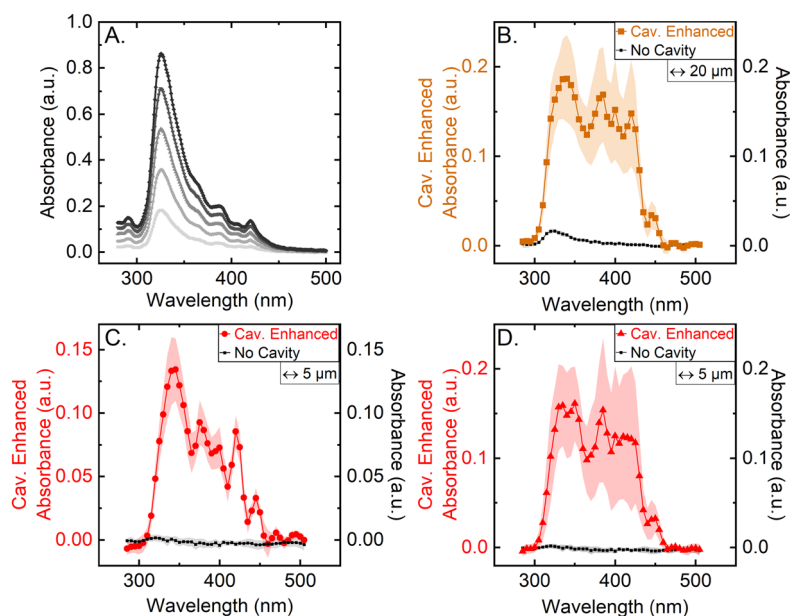 A.
1.0
0.8
0.6
0.4
0.2
0.0
Absorbance (a.u.)
300 350 400 450 500
Wavelength (nm)
B.
Cav. Enhanced
No Cavity
↔ 20 µm
0.2
0.1
0.0
Cav. Enhanced
Absorbance (a.u.)
0.2
0.1
0.0
Absorbance (a.u.)
300 400 500
Wavelength (nm)
C.
Cav. Enhanced
No Cavity
↔ 5 µm
0.15
0.10
0.05
0.00
Cav. Enhanced
Absorbance (a.u.)
0.15
0.10
0.05
0.00
Absorbance (a.u.)
300 400 500
Wavelength (nm)
D.
Cav. Enhanced
No Cavity
↔ 5 µm
0.2
0.1
0.0
Cav. Enhanced
Absorbance (a.u.)
0.2
0.1
0.0
Absorbance (a.u.)
300 400 500
Wavelength (nm)